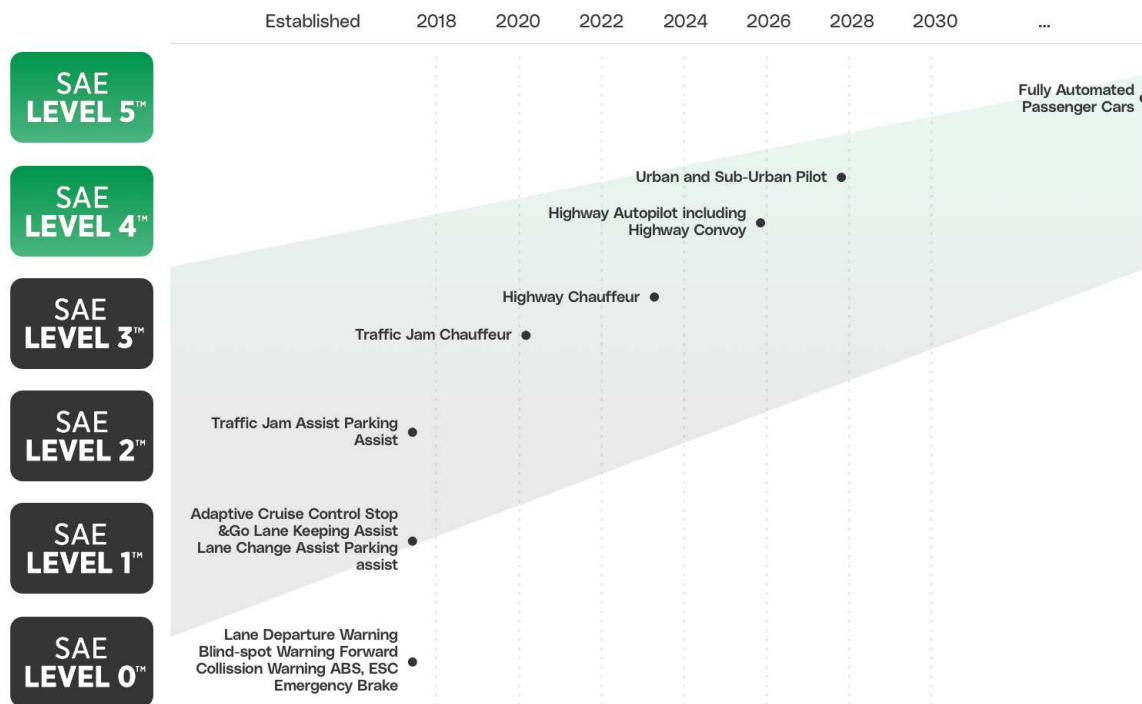 Established 2018 2020 2022 2024 2026 2028 2030 ...
SAE
LEVEL 5™
Fully Automated
Passenger Cars
SAE
LEVEL 4™
Urban and Sub-Urban Pilot
Highway Autopilot including
Highway Convoy
SAE
LEVEL 3™
Highway Chauffeur
Traffic Jam Chauffeur
SAE
LEVEL 2™
Traffic Jam Assist Parking
Assist
SAE
LEVEL 1™
Adaptive Cruise Control Stop
&Go Lane Keeping Assist
Lane Change Assist Parking
assist
SAE
LEVEL 0™
Lane Departure Warning
Blind-spot Warning Forward
Collission Warning ABS, ESC
Emergency Brake